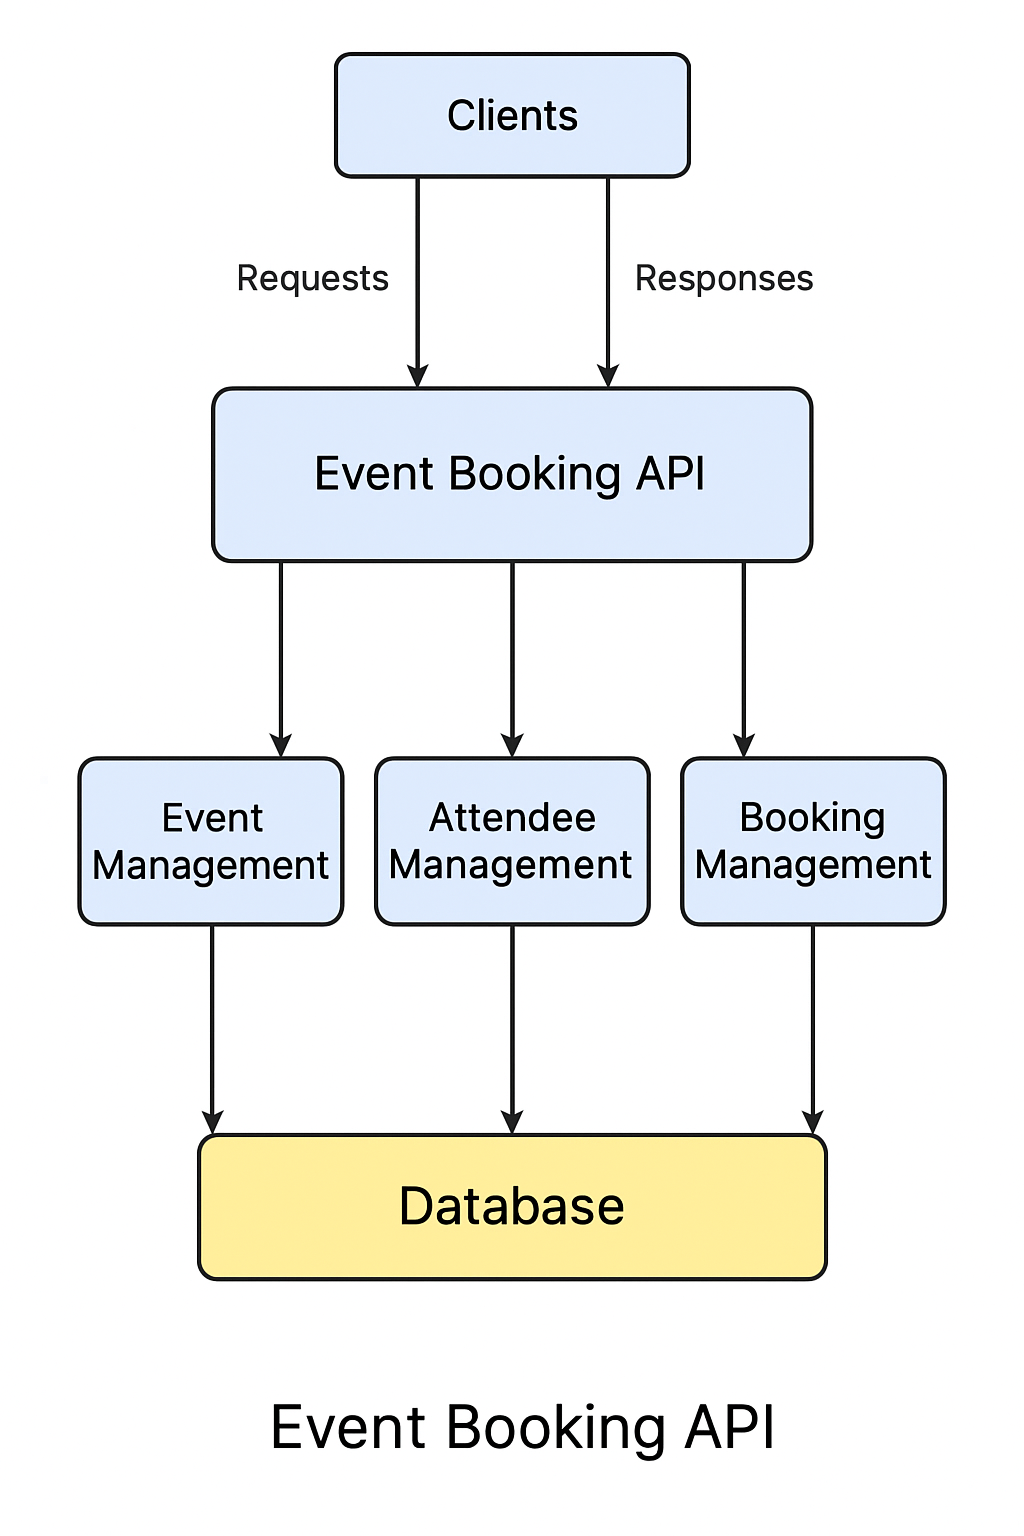 Clients
Requests
Responses
Event Booking API
Event
Management
Attendee
Management
Booking
Management
Database
Event Booking API